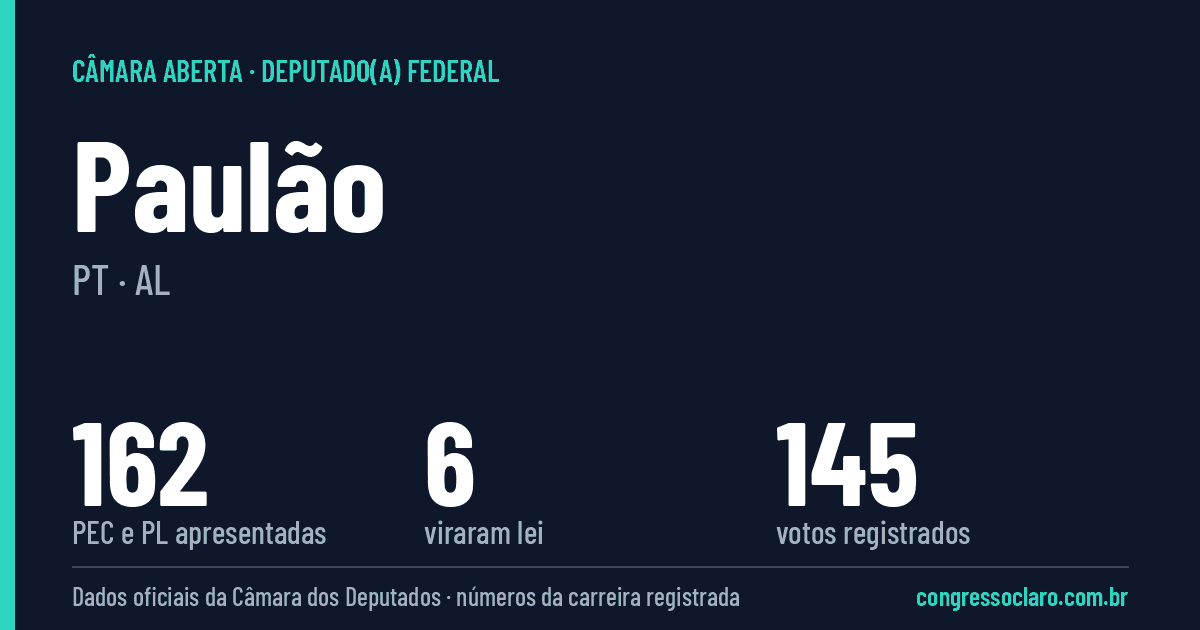 CÂMARA ABERTA · DEPUTADO(A) FEDERAL
Paulão
PT · AL
162
PEC e PL apresentadas
6
viraram lei
145
votos registrados
Dados oficiais da Câmara dos Deputados · números da carreira registrada
congressoclaro.com.br